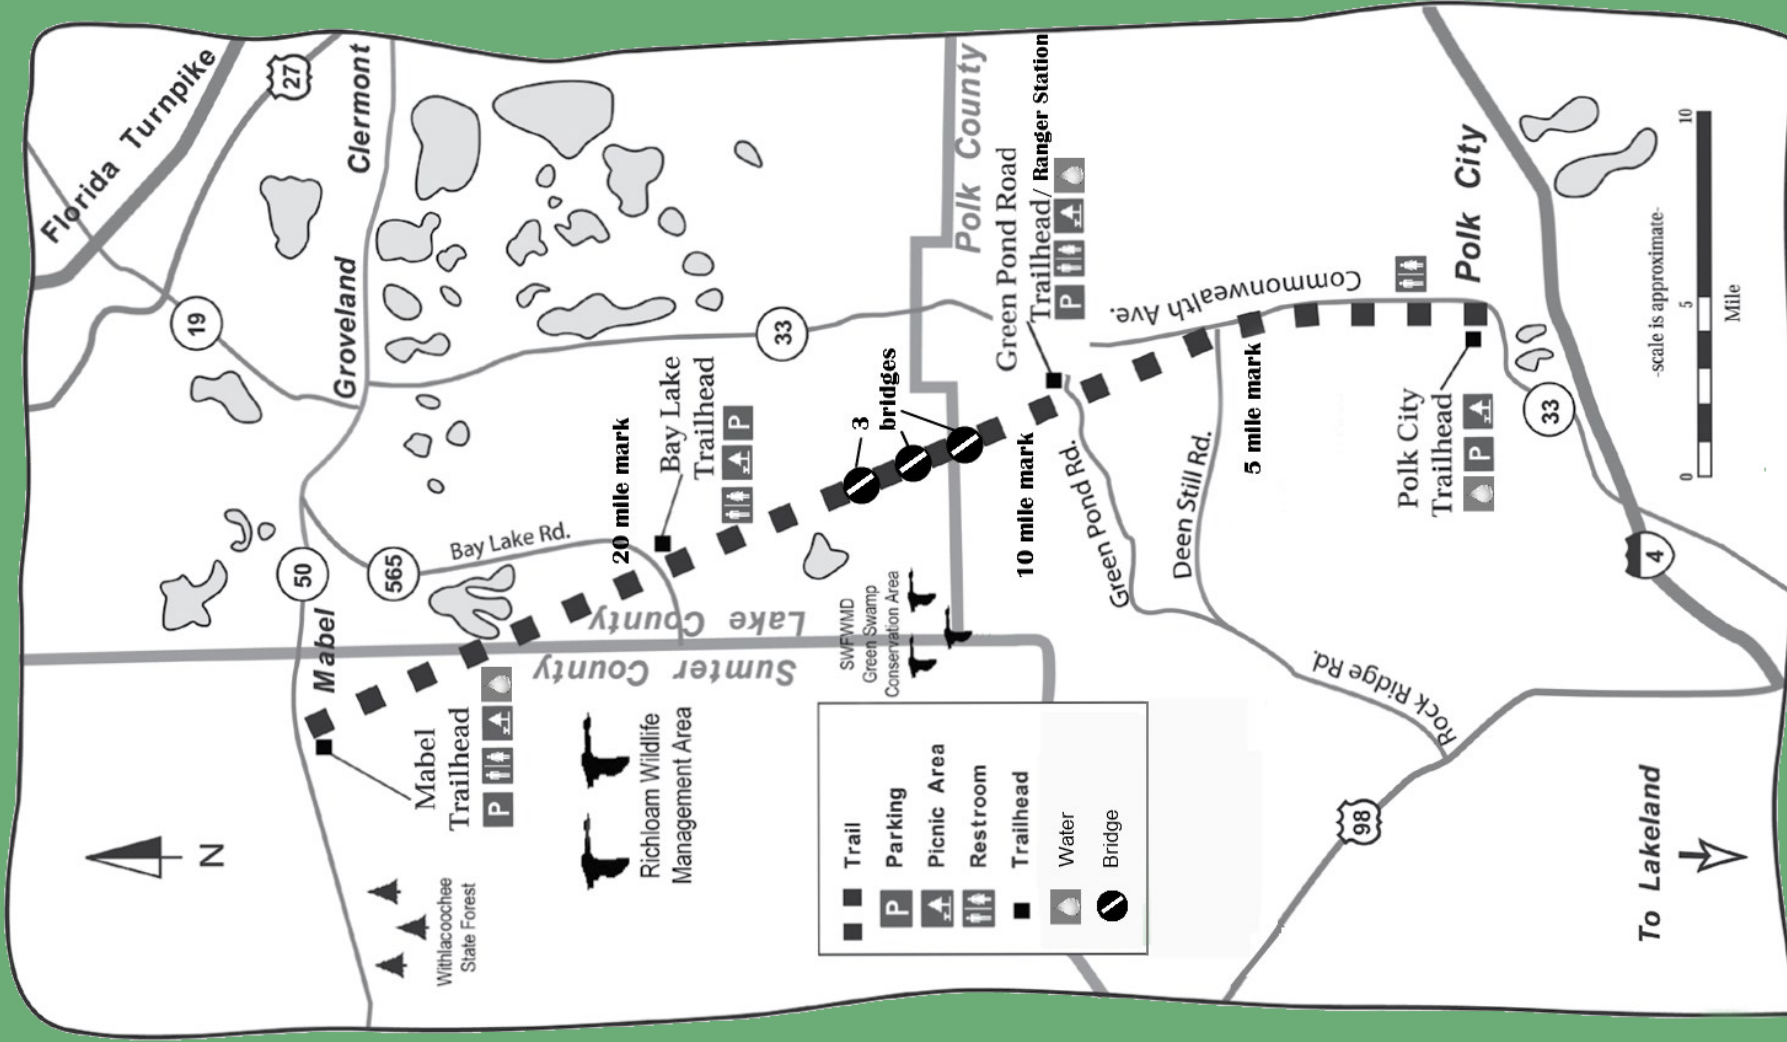 Florida Turnpike
27
Clermont
19
Groveland
33
50
565
Bay Lake Rd.
Mabel
Mabel
Trailhead
P
20 mile mark
Bay Lake
Trailhead
P
Lake County
Sumter County
Withlacoochee
State Forest
Richloam Wildlife
Management Area
SWFWMD
Green Swamp
Conservation Area
3
bridges
Polk County
10 mile mark
Green Pond Road
Trailhead/ Ranger Station
P
Green Pond Rd.
Commonwealth Ave.
Deen Still Rd.
5 mile mark
Rock Ridge Rd.
Polk City
Polk City
Trailhead
P
33
4
98
To Lakeland
N
Trail
P Parking
Picnic Area
Restroom
Trailhead
Water
Bridge
-scale is approximate-
0 5 10
Mile